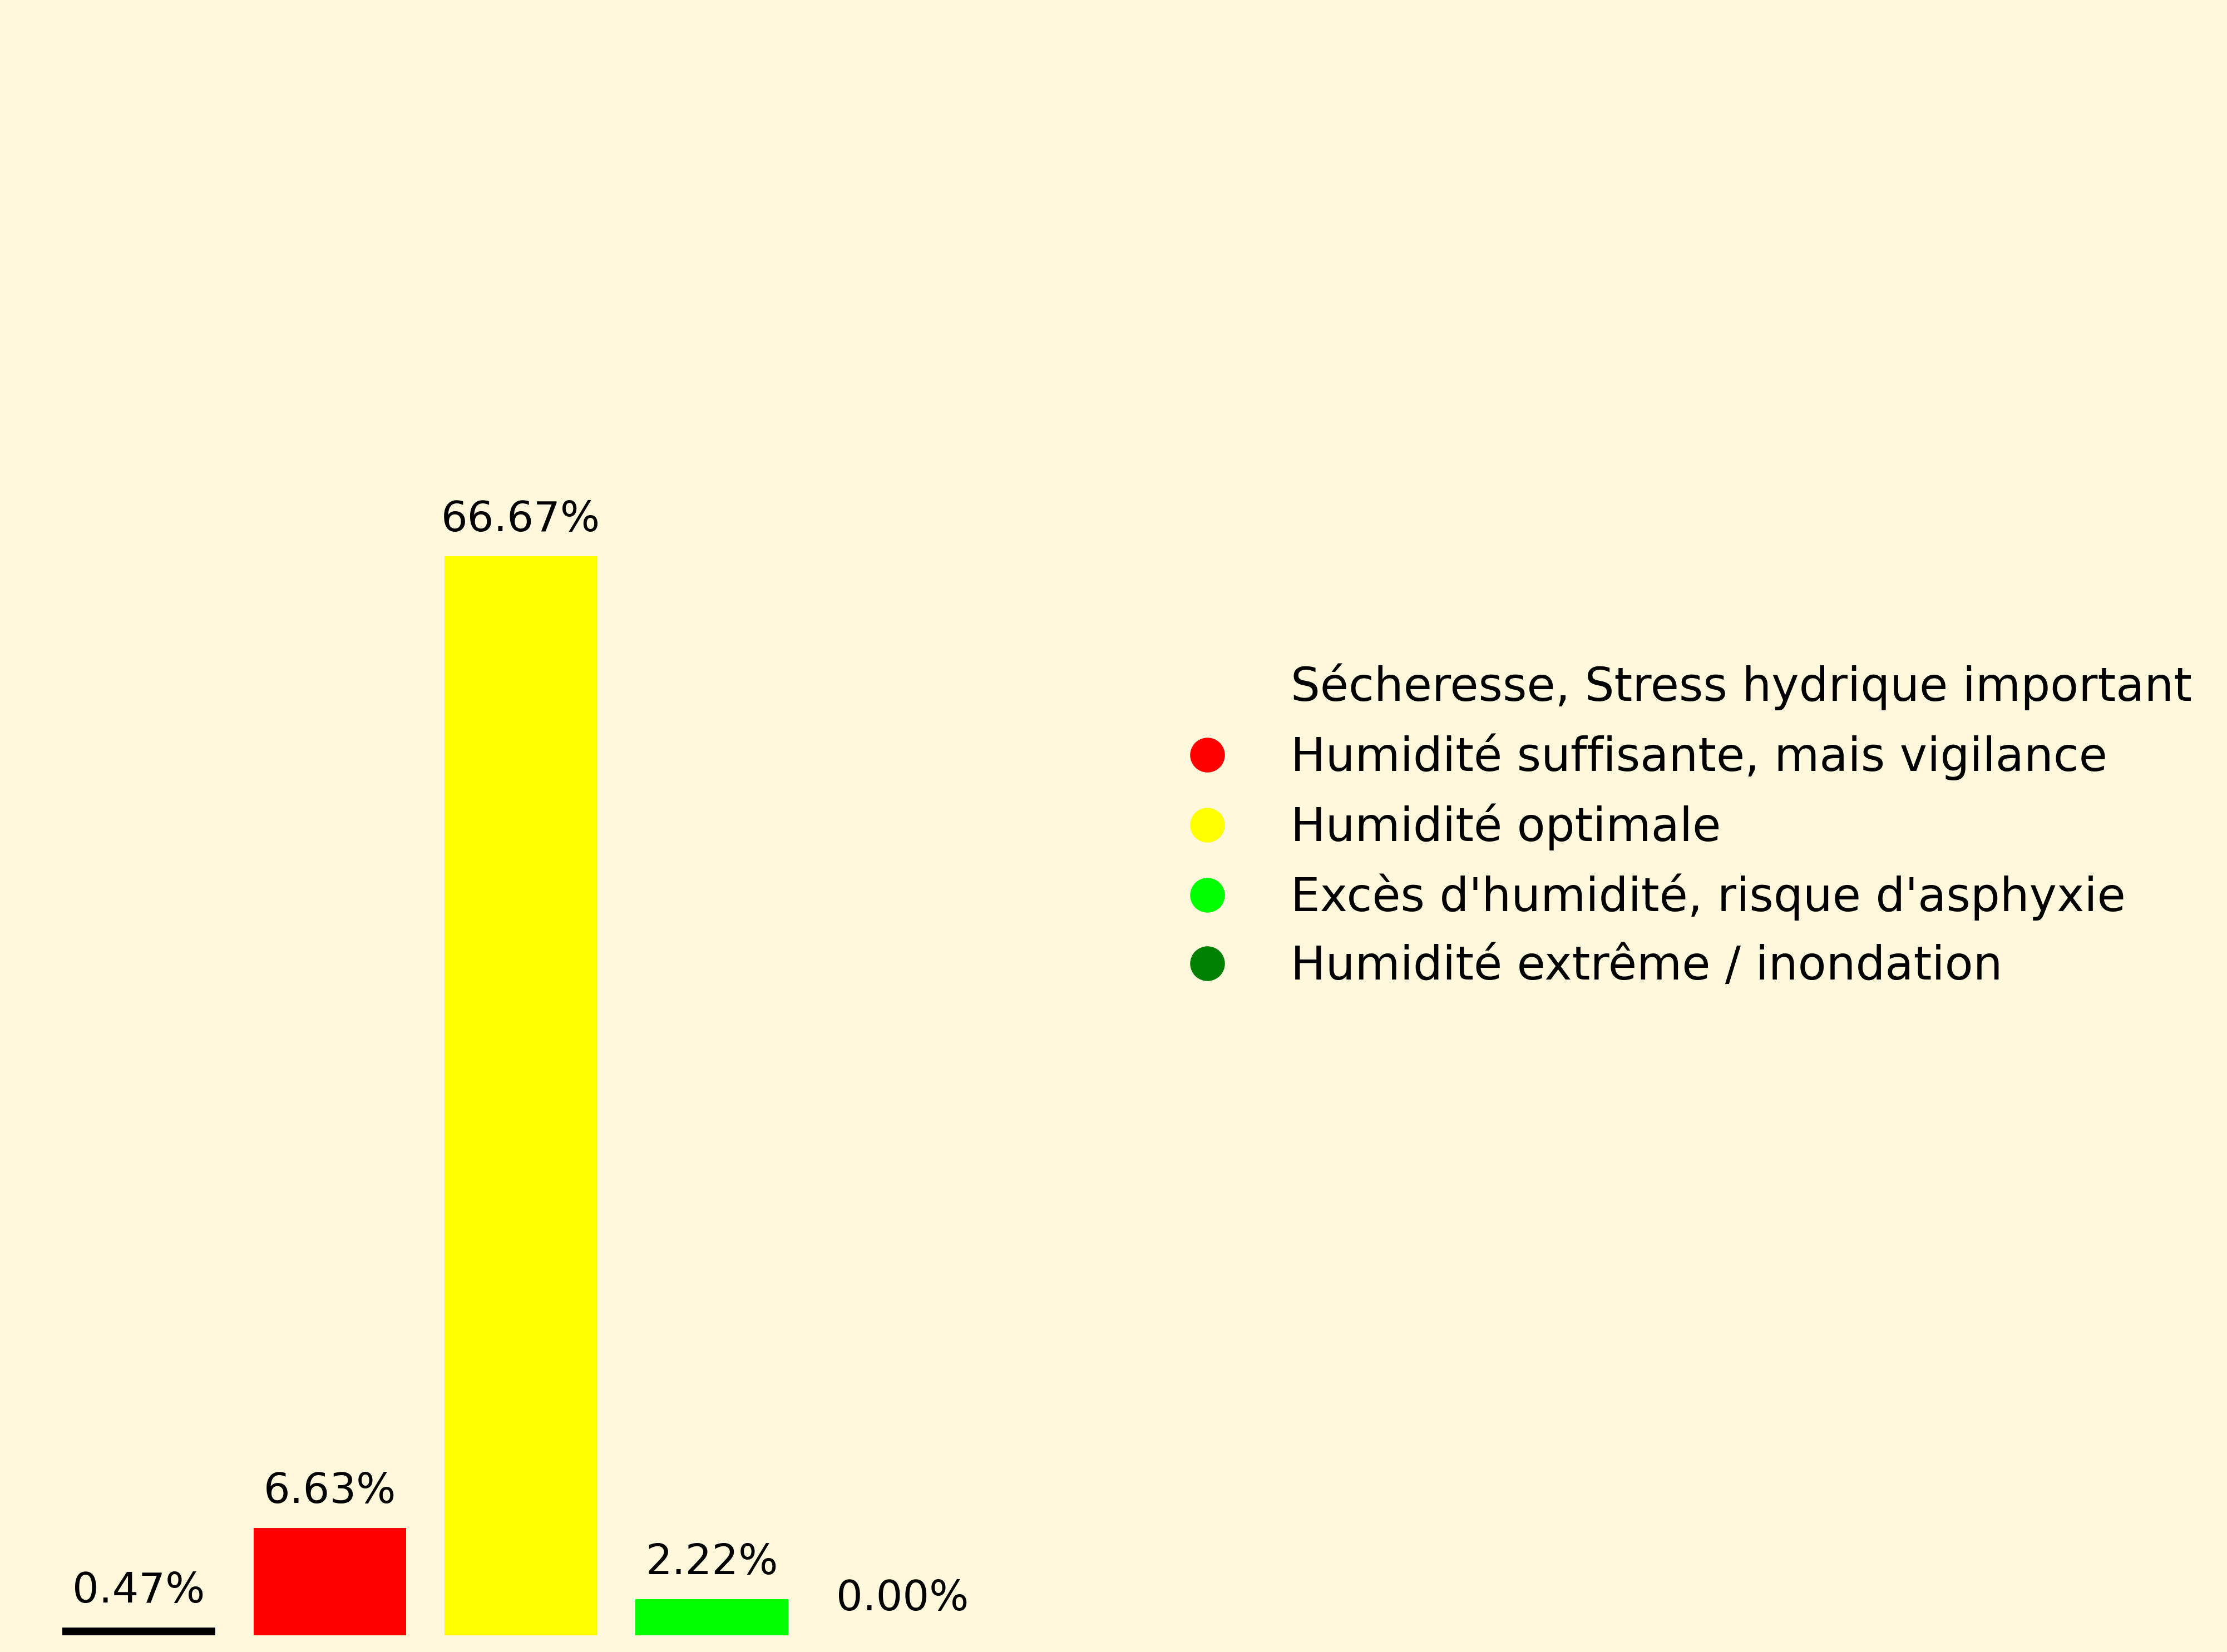 66.67%
Sécheresse, Stress hydrique important
Humidité suffisante, mais vigilance
Humidité optimale
Excès d'humidité, risque d'asphyxie
Humidité extrême / inondation
6.63%
2.22%
0.47%
0.00%